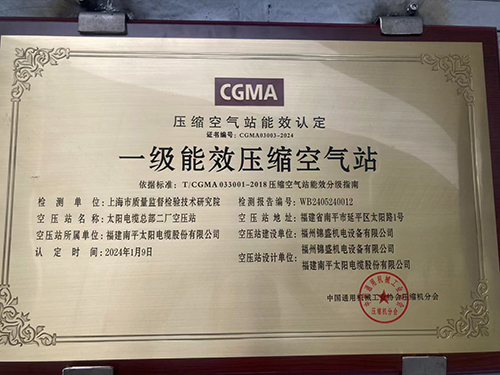 CGMA
压缩空气站能效认定
证书编号:CGMA03003-2024
一级能效压缩空气站
依据标准:T/CGMA 033001-2018压缩空气站能效分级指南
检测单位:上海市质量监督检验技术研究院
检测报告编号:WB2405240012
空压站站名:太阳电缆总部二厂空压站
空压站地址:福建省南平市延平区太阳路1号
空压站所属单位:福建南平太阳电缆股份有限公司
空压站建设单位:福州锦盛机电设备有限公司
认定时间:2024年1月9日
福州锦盛机电设备有限公司
空压站设计单位:
福建南平太阳电缆股份有限公司
中国通用机械工业协会压缩机分会
压缩机分会